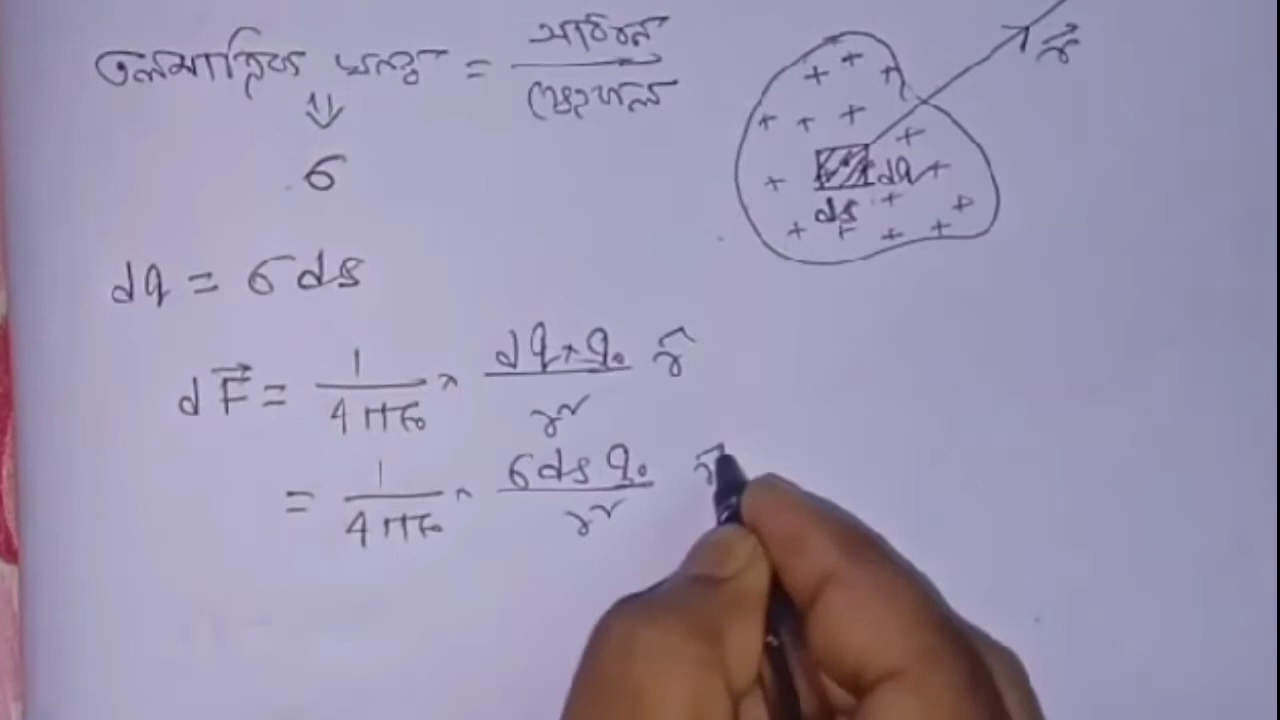 তলমাত্রিক ঘনত্ব = আধান / ক্ষেত্রফল
⇓
σ
dq = σ ds
dF⃗ = 1/4πε₀ × dq × q₀/r² r̂
= 1/4πε₀ × σ ds q₀/r² r̂
r⃗
+ + + + + + + + + + + + + + + +
dq
ds